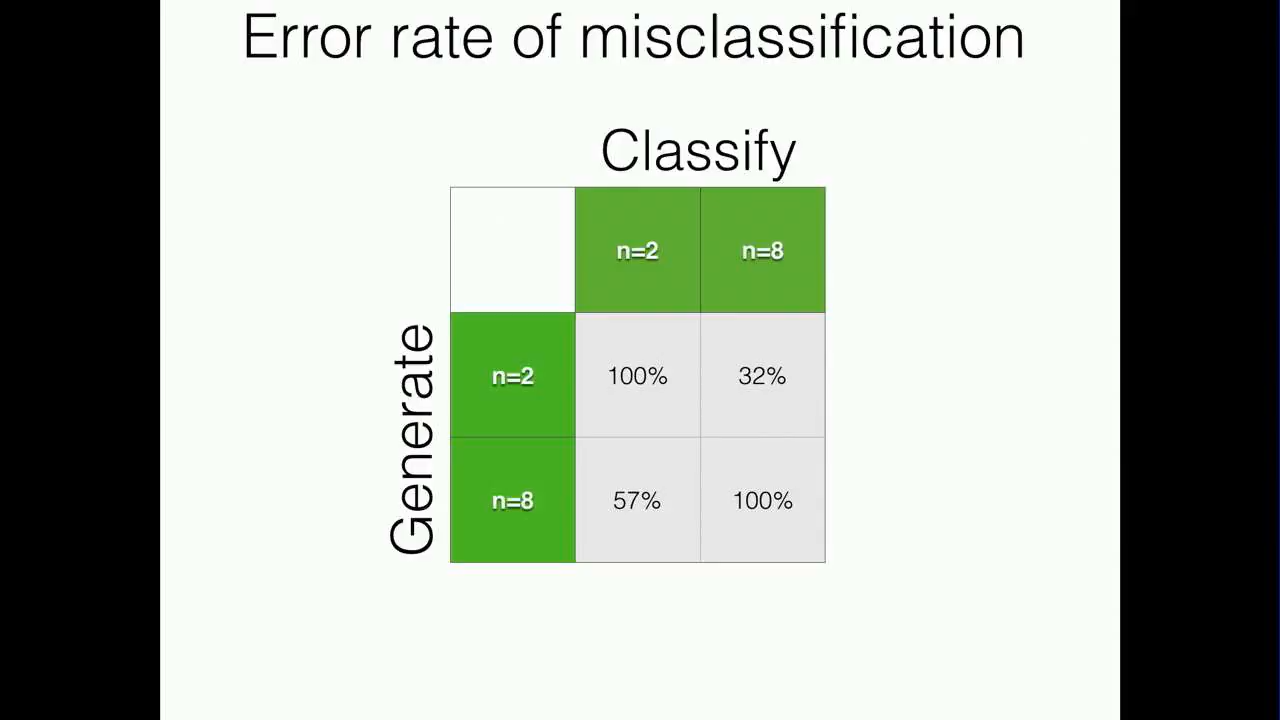 Error rate of misclassification
Classify
n=2 n=8
Generate
n=2 100% 32%
n=8 57% 100%